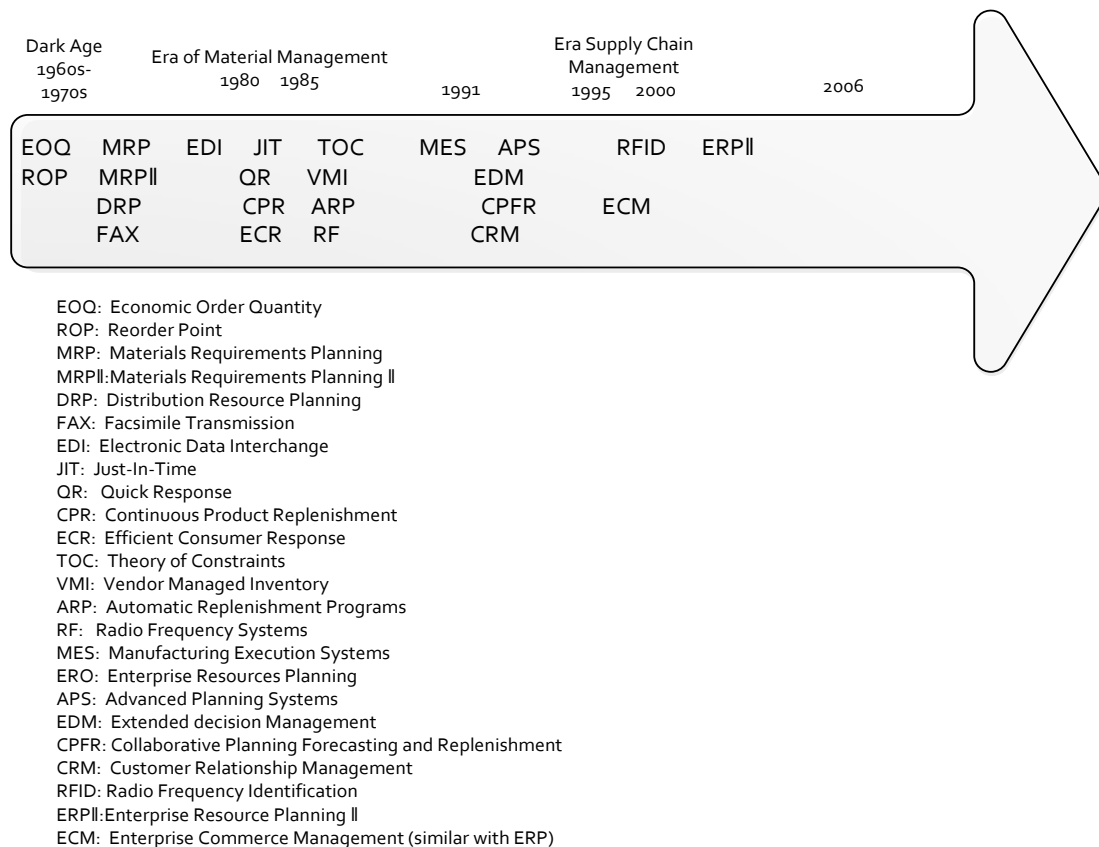 Dark Age
1960s-
1970s
Era of Material Management
1980 1985
1991
Era Supply Chain
Management
1995 2000
2006
EOQ MRP EDI JIT TOC MES APS RFID ERPⅡ
ROP MRPⅡ QR VMI EDM
DRP CPR ARP CPFR ECM
FAX ECR RF CRM
EOQ: Economic Order Quantity
ROP: Reorder Point
MRP: Materials Requirements Planning
MRPⅡ:Materials Requirements Planning Ⅱ
DRP: Distribution Resource Planning
FAX: Facsimile Transmission
EDI: Electronic Data Interchange
JIT: Just-In-Time
QR: Quick Response
CPR: Continuous Product Replenishment
ECR: Efficient Consumer Response
TOC: Theory of Constraints
VMI: Vendor Managed Inventory
ARP: Automatic Replenishment Programs
RF: Radio Frequency Systems
MES: Manufacturing Execution Systems
ERO: Enterprise Resources Planning
APS: Advanced Planning Systems
EDM: Extended decision Management
CPFR: Collaborative Planning Forecasting and Replenishment
CRM: Customer Relationship Management
RFID: Radio Frequency Identification
ERPⅡ:Enterprise Resource Planning Ⅱ
ECM: Enterprise Commerce Management (similar with ERP)